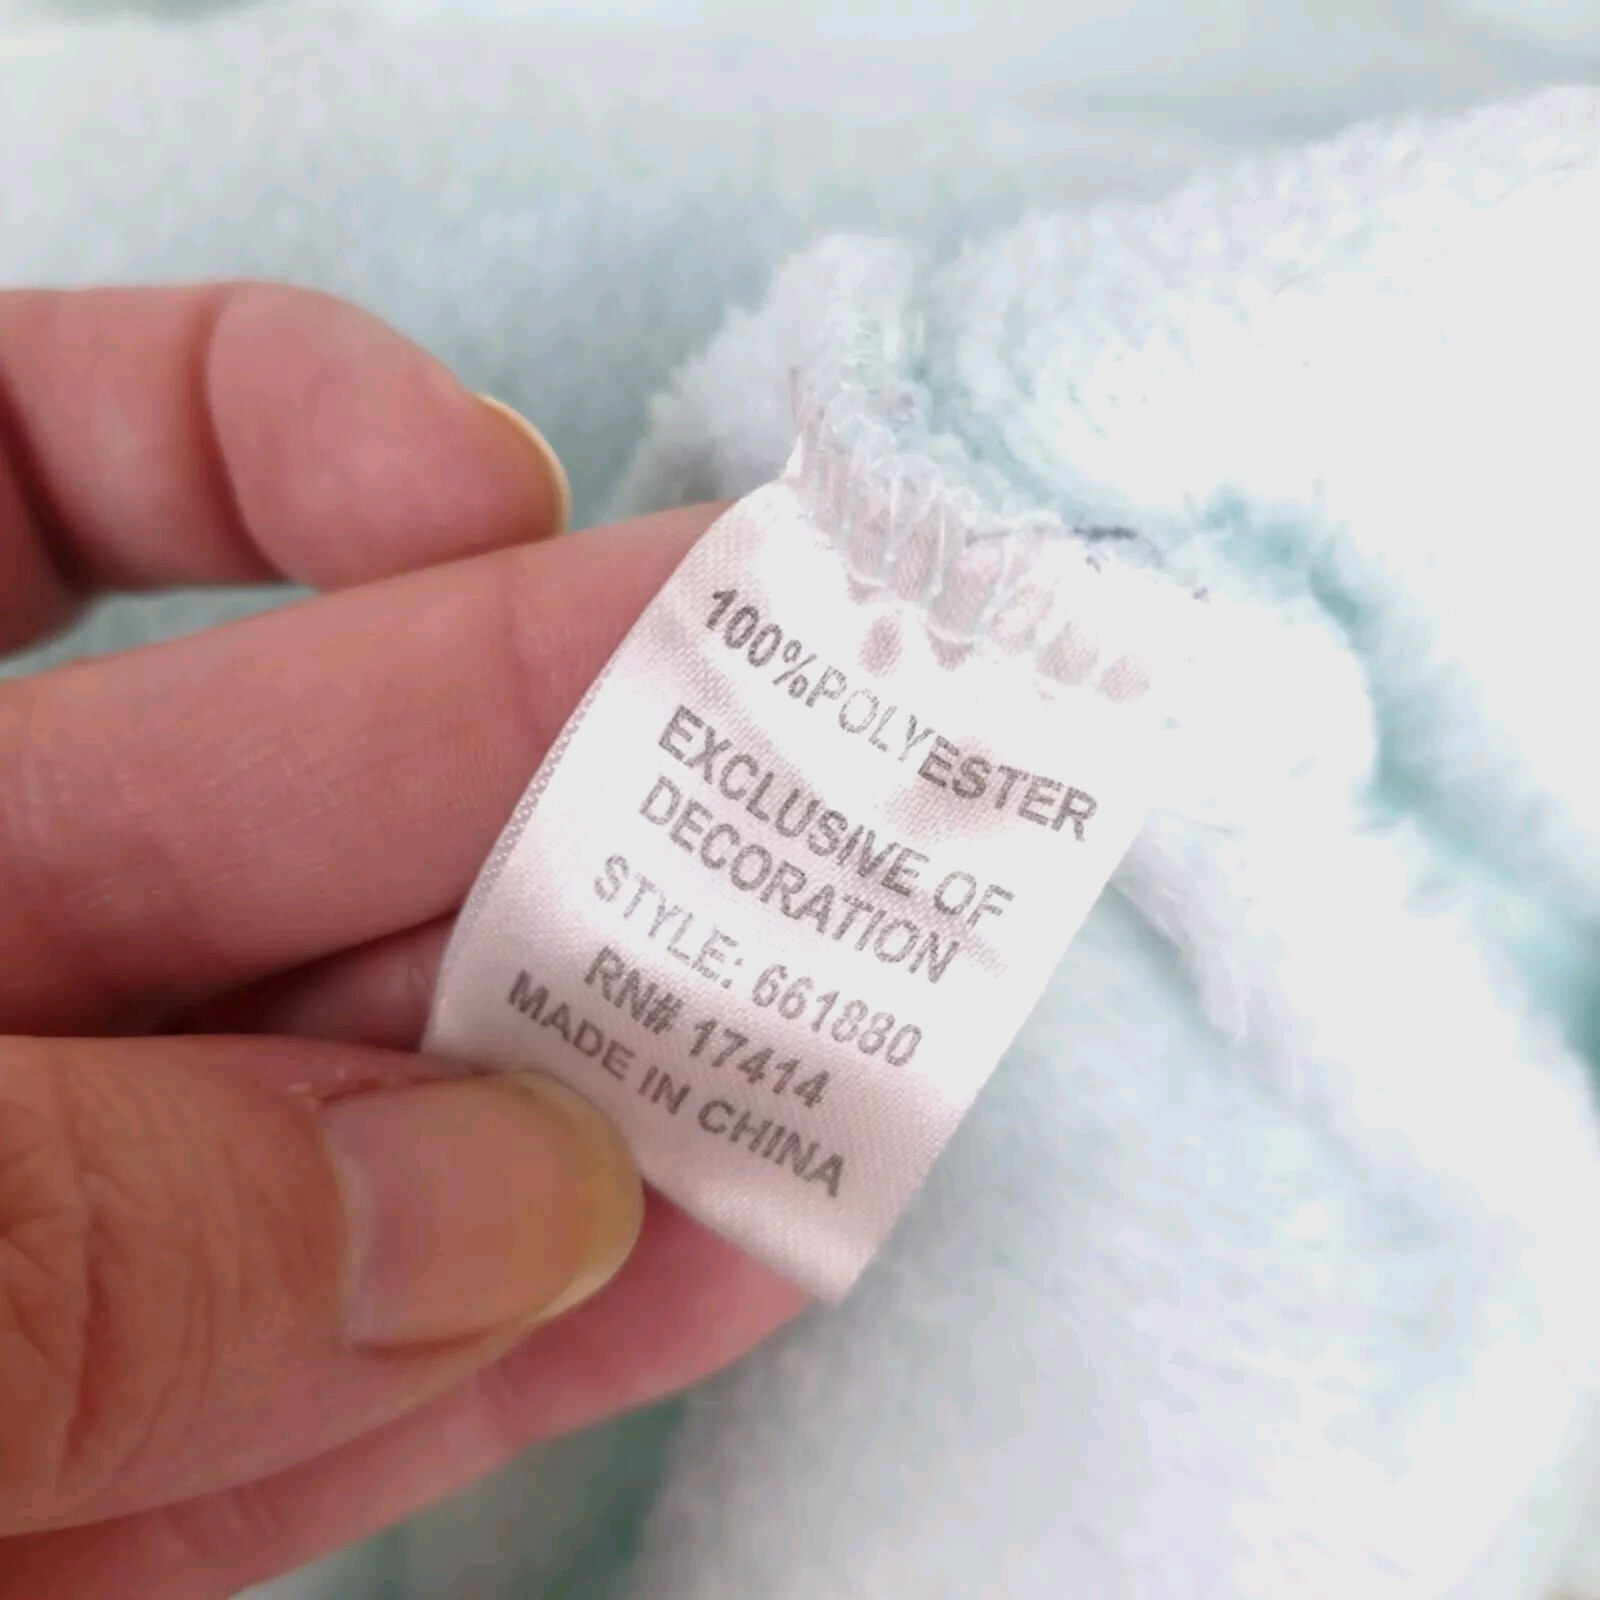 100%POLYESTER
EXCLUSIVE OF
DECORATION
STYLE: 661880
RN# 17414
MADE IN CHINA